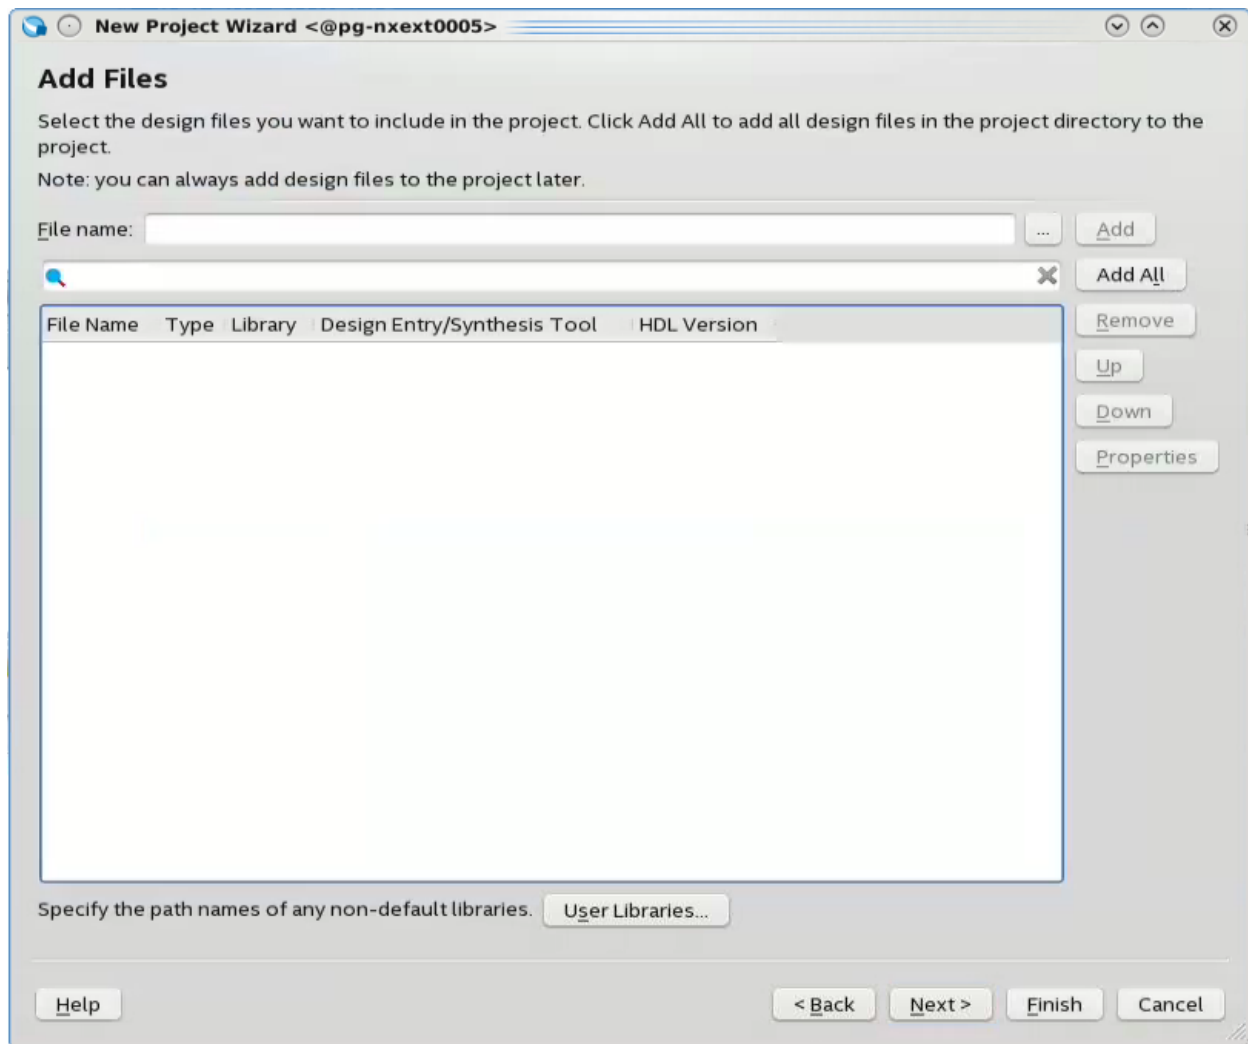 New Project Wizard <@pg-nxext0005>
Add Files
Select the design files you want to include in the project. Click Add All to add all design files in the project directory to the
project.
Note: you can always add design files to the project later.
File name: ... Add
Add All
File Name Type Library Design Entry/Synthesis Tool HDL Version
Remove
Up
Down
Properties
Specify the path names of any non-default libraries. User Libraries...
Help < Back Next > Finish Cancel